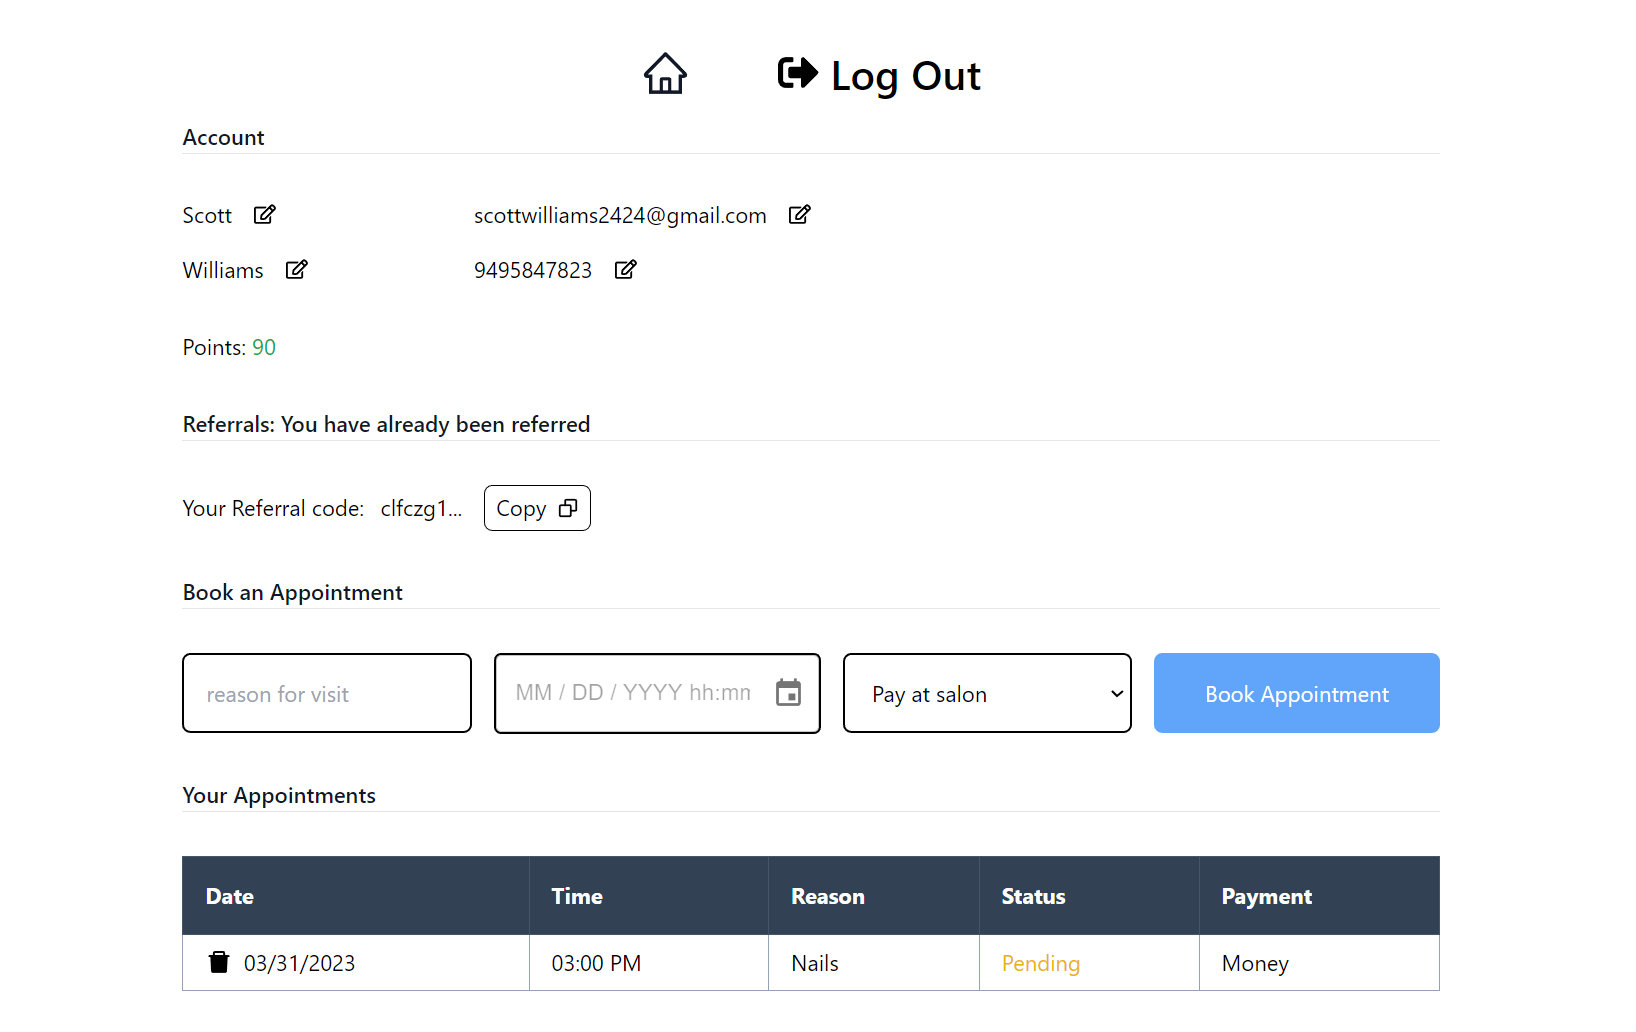 Log Out
Account
Scott scottwilliams2424@gmail.com
Williams 9495847823
Points: 90
Referrals: You have already been referred
Your Referral code: clfczg1... Copy
Book an Appointment
reason for visit MM / DD / YYYY hh:mm Pay at salon Book Appointment
Your Appointments
Date Time Reason Status Payment
03/31/2023 03:00 PM Nails Pending Money